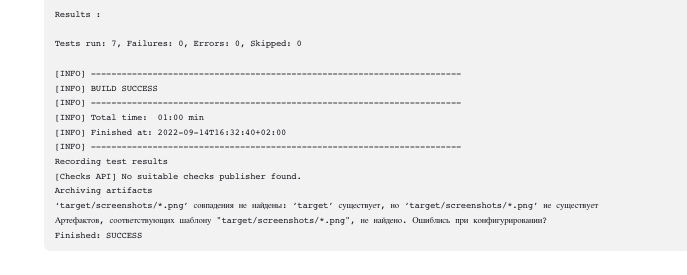 Results :
Tests run: 7, Failures: 0, Errors: 0, Skipped: 0
[INFO] ------------------------------------------------------------------------
[INFO] BUILD SUCCESS
[INFO] ------------------------------------------------------------------------
[INFO] Total time:  01:00 min
[INFO] Finished at: 2022-09-14T16:32:40+02:00
[INFO] ------------------------------------------------------------------------
Recording test results
[Checks API] No suitable checks publisher found.
Archiving artifacts
‘target/screenshots/*.png’ совпадения не найдены: ‘target’ существует, но ‘target/screenshots/*.png’ не существует
Артефактов, соответствующих шаблону "target/screenshots/*.png", не найдено. Ошиблись при конфигурировании?
Finished: SUCCESS